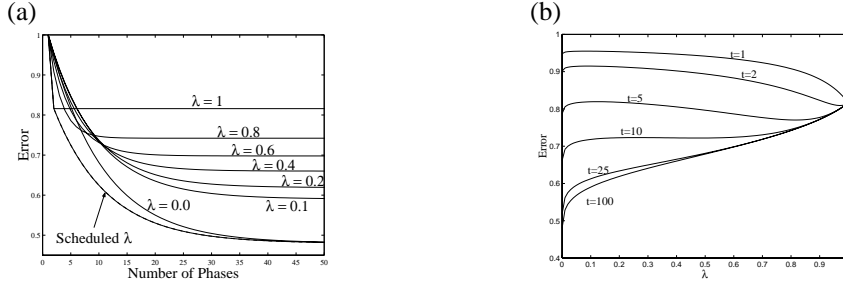 (a)
1
0.9
0.8
0.7
0.6
0.5
Error
0
5
10
15
20
25
30
35
40
45
50
Number of Phases
λ = 1
λ = 0.8
λ = 0.6
λ = 0.4
λ = 0.2
λ = 0.1
λ = 0.0
Scheduled λ
(b)
1
0.9
0.8
0.7
0.6
0.5
0.4
Error
0
0.1
0.2
0.3
0.4
0.5
0.6
0.7
0.8
0.9
λ
t=1
t=2
t=5
t=10
t=25
t=100